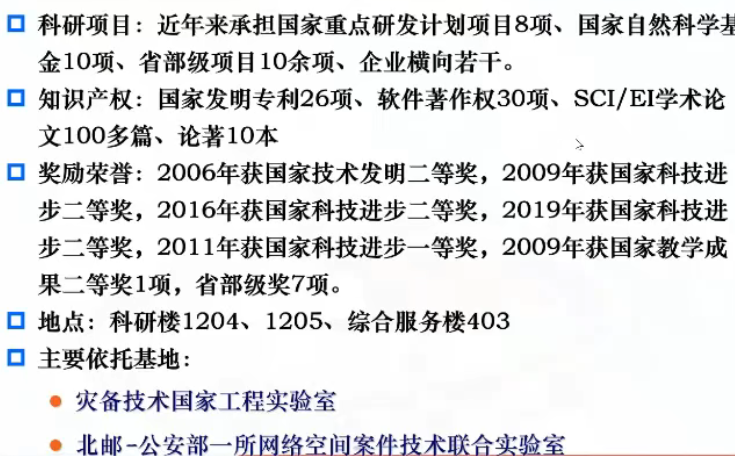 科研项目：近年来承担国家重点研发计划项目8项、国家自然科学基
金10项、省部级项目10余项、企业横向若干。
知识产权：国家发明专利26项、软件著作权30项、SCI/EI学术论
文100多篇、论著10本
奖励荣誉：2006年获国家技术发明二等奖，2009年获国家科技进
步二等奖，2016年获国家科技进步二等奖，2019年获国家科技进
步二等奖，2011年获国家科技进步一等奖，2009年获国家教学成
果二等奖1项，省部级奖7项。
地点：科研楼1204、1205、综合服务楼403
主要依托基地：
灾备技术国家工程实验室
北邮-公安部一所网络空间案件技术联合实验室